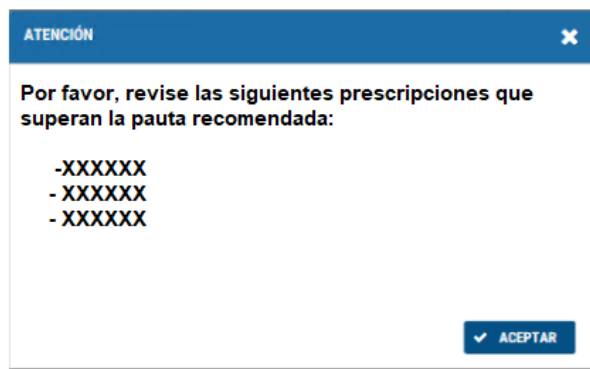 ATENCIÓN
Por favor, revise las siguientes prescripciones que
superan la pauta recomendada:
-XXXXXX
- XXXXXX
- XXXXXX
ACEPTAR